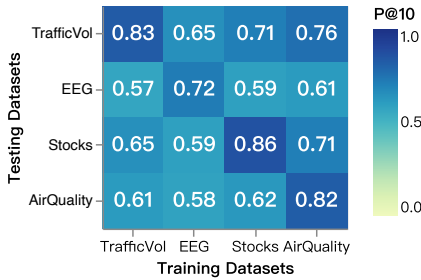 P@10
TrafficVol 0.83 0.65 0.71 0.76
EEG 0.57 0.72 0.59 0.61
Stocks 0.65 0.59 0.86 0.71
AirQuality 0.61 0.58 0.62 0.82
TrafficVol EEG Stocks AirQuality
Training Datasets
Testing Datasets
1.0
0.5
0.0